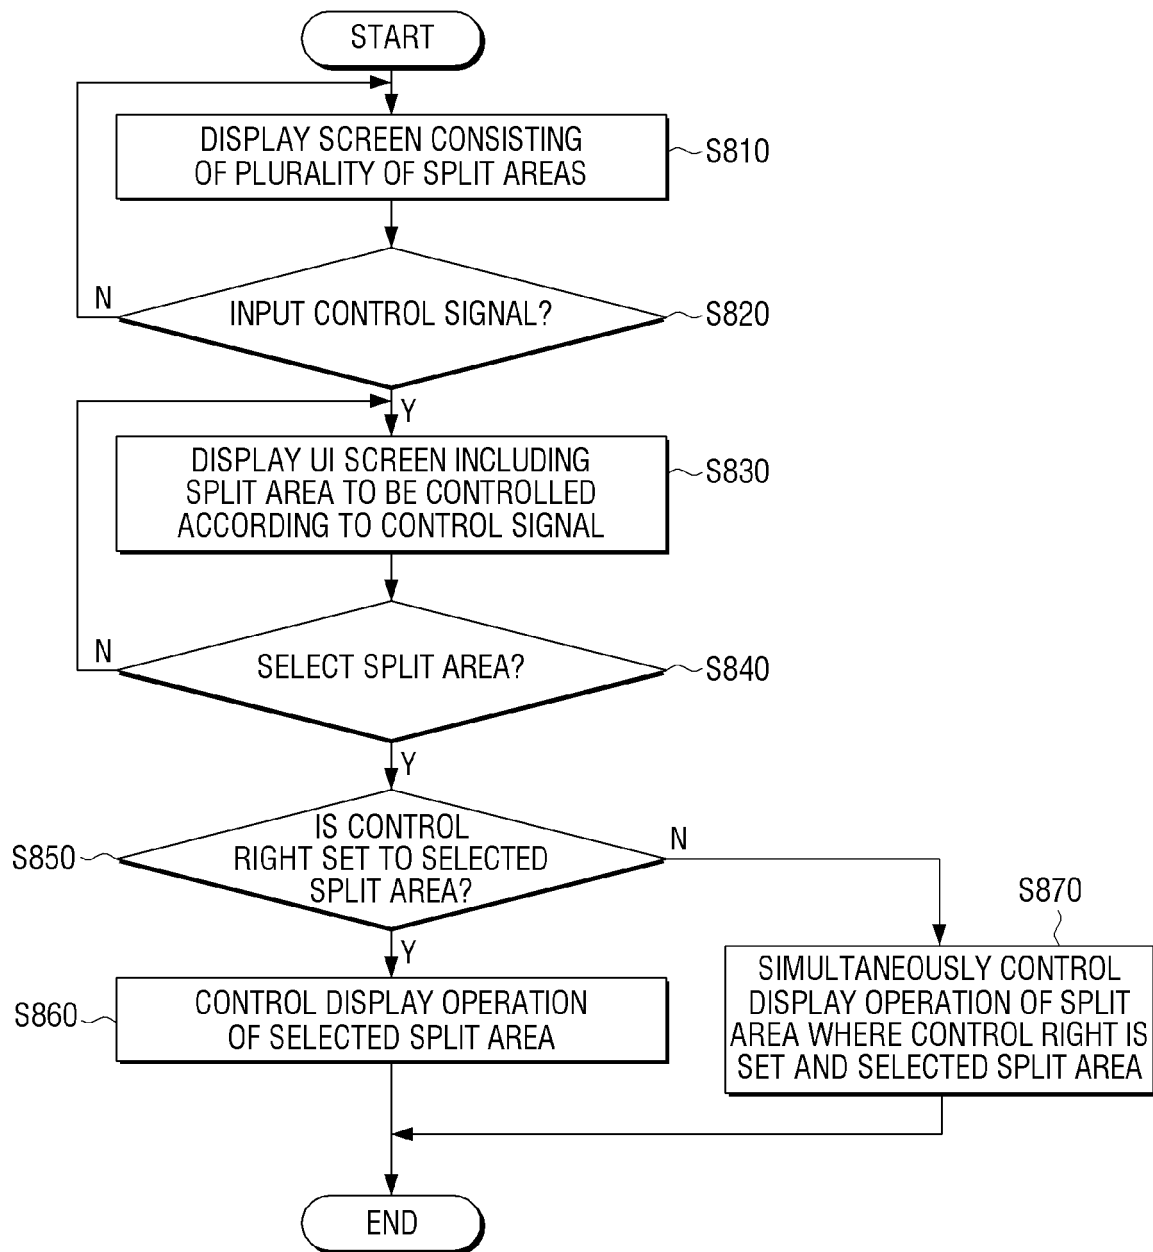 START
DISPLAY SCREEN CONSISTING
OF PLURALITY OF SPLIT AREAS
S810
N
INPUT CONTROL SIGNAL?
S820
Y
DISPLAY UI SCREEN INCLUDING
SPLIT AREA TO BE CONTROLLED
ACCORDING TO CONTROL SIGNAL
S830
N
SELECT SPLIT AREA?
S840
Y
S850
IS CONTROL
RIGHT SET TO SELECTED
SPLIT AREA?
N
Y
S860
CONTROL DISPLAY OPERATION
OF SELECTED SPLIT AREA
S870
SIMULTANEOUSLY CONTROL
DISPLAY OPERATION OF SPLIT
AREA WHERE CONTROL RIGHT IS
SET AND SELECTED SPLIT AREA
END